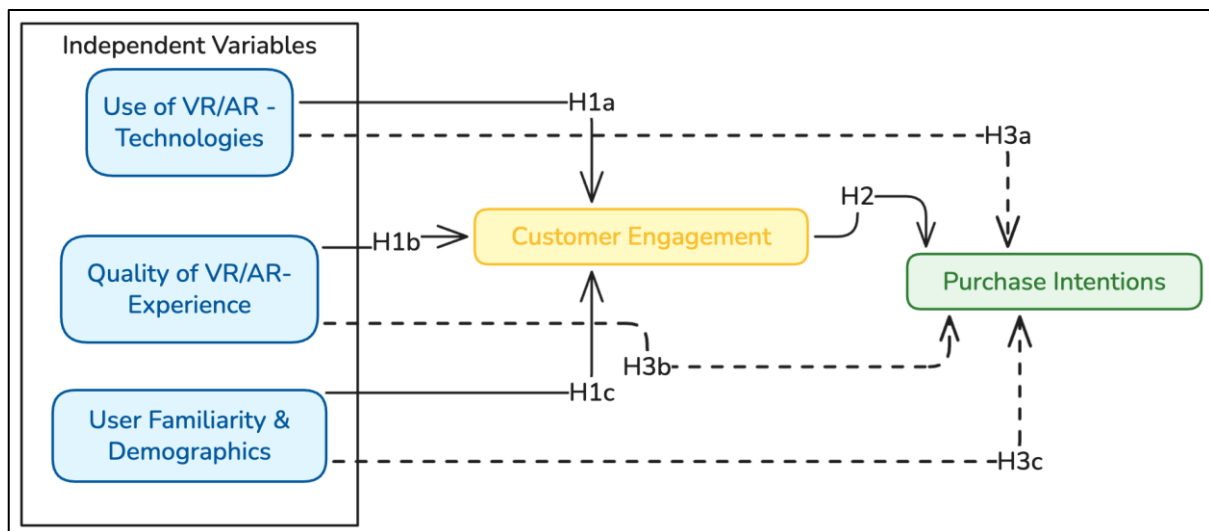 Independent Variables
Use of VR/AR -
Technologies
H1a
H3a
H2
Customer Engagement
H1b
Quality of VR/AR-
Experience
Purchase Intentions
H3b
H1c
User Familiarity &
Demographics
H3c